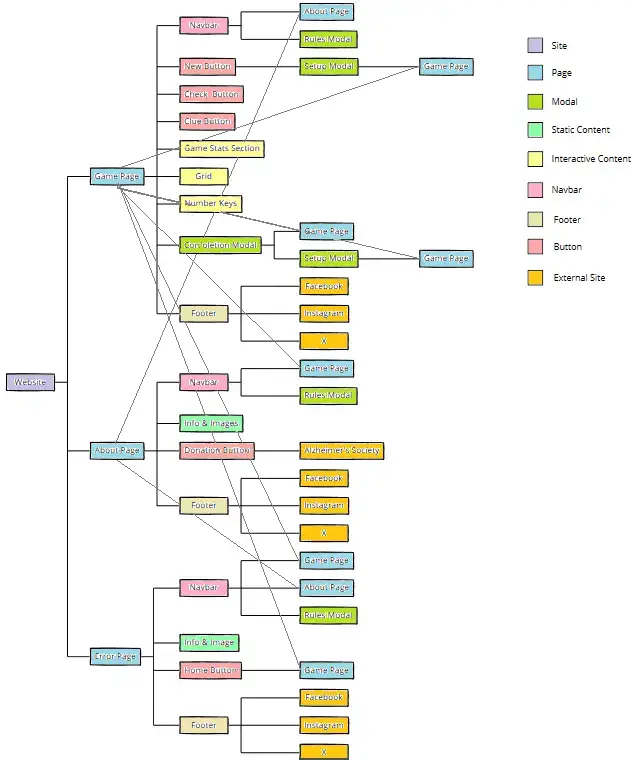 About Page
Navbar
Rules Modal
New Button
Setup Modal
Game Page
Check Button
Clue Button
Game Stats Section
Game Page
Grid
Number Keys
Game Page
Completion Modal
Setup Modal
Game Page
Facebook
Footer
Instagram
X
Game Page
Website
Navbar
Rules Modal
Info & Images
About Page
Donation Button
Alzheimer's Society
Facebook
Footer
Instagram
X
Game Page
Navbar
About Page
Rules Modal
Info & Image
Error Page
Home Button
Game Page
Facebook
Footer
Instagram
X
Site
Page
Modal
Static Content
Interactive Content
Navbar
Footer
Button
External Site